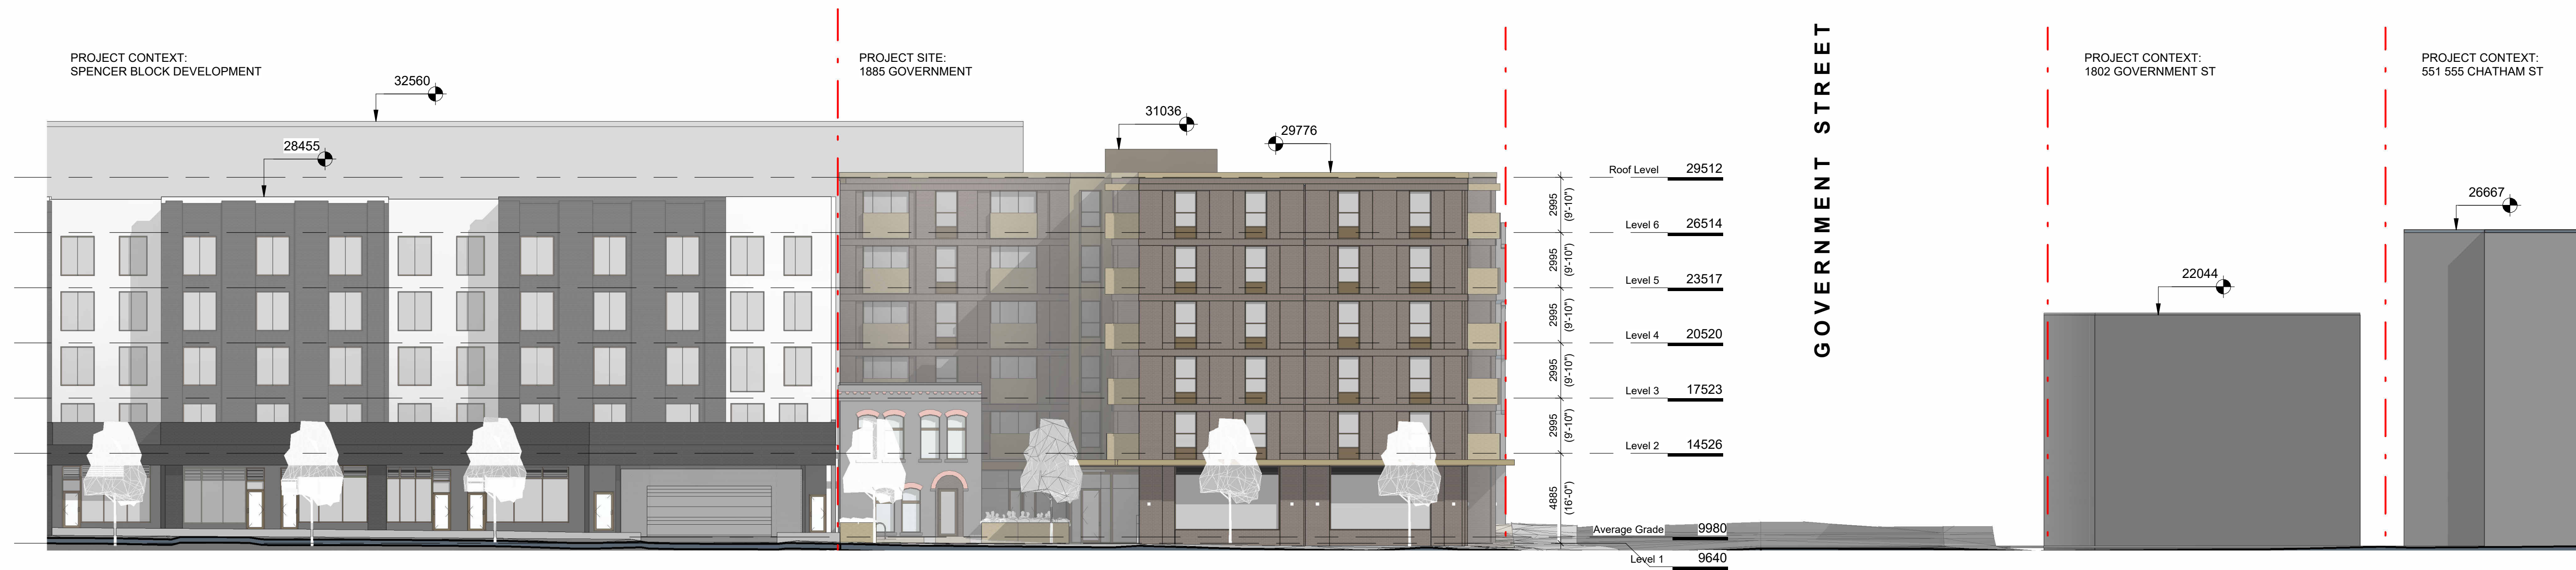 PROJECT CONTEXT:
SPENCER BLOCK DEVELOPMENT
32560
28455
PROJECT SITE:
1885 GOVERNMENT
31036
29776
Roof Level 29512
Level 6 26514
Level 5 23517
Level 4 20520
Level 3 17523
Level 2 14526
Average Grade 9980
Level 1 9640
2995
(9'-10")
2995
(9'-10")
2995
(9'-10")
2995
(9'-10")
2995
(9'-10")
4885
(16'-0")
GOVERNMENT STREET
PROJECT CONTEXT:
1802 GOVERNMENT ST
22044
PROJECT CONTEXT:
551 555 CHATHAM ST
26667